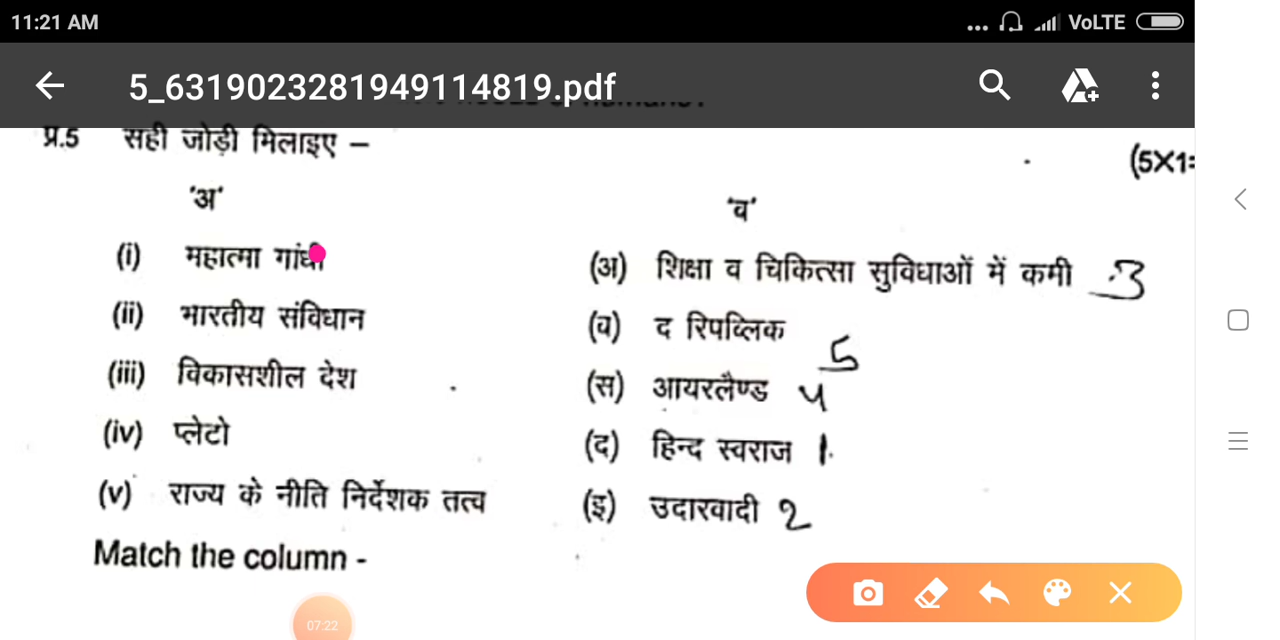 11:21 AM
... VoLTE
5_6319023281949114819.pdf
प्र.5 सही जोड़ी मिलाइए –
(5X1=
'अ' 'ब'
(i) महात्मा गांधी (अ) शिक्षा व चिकित्सा सुविधाओं में कमी 3
(ii) भारतीय संविधान (ब) द रिपब्लिक 5
(iii) विकासशील देश (स) आयरलैण्ड 4
(iv) प्लेटो (द) हिन्द स्वराज 1.
(v) राज्य के नीति निर्देशक तत्व (इ) उदारवादी 2
Match the column -
07:22